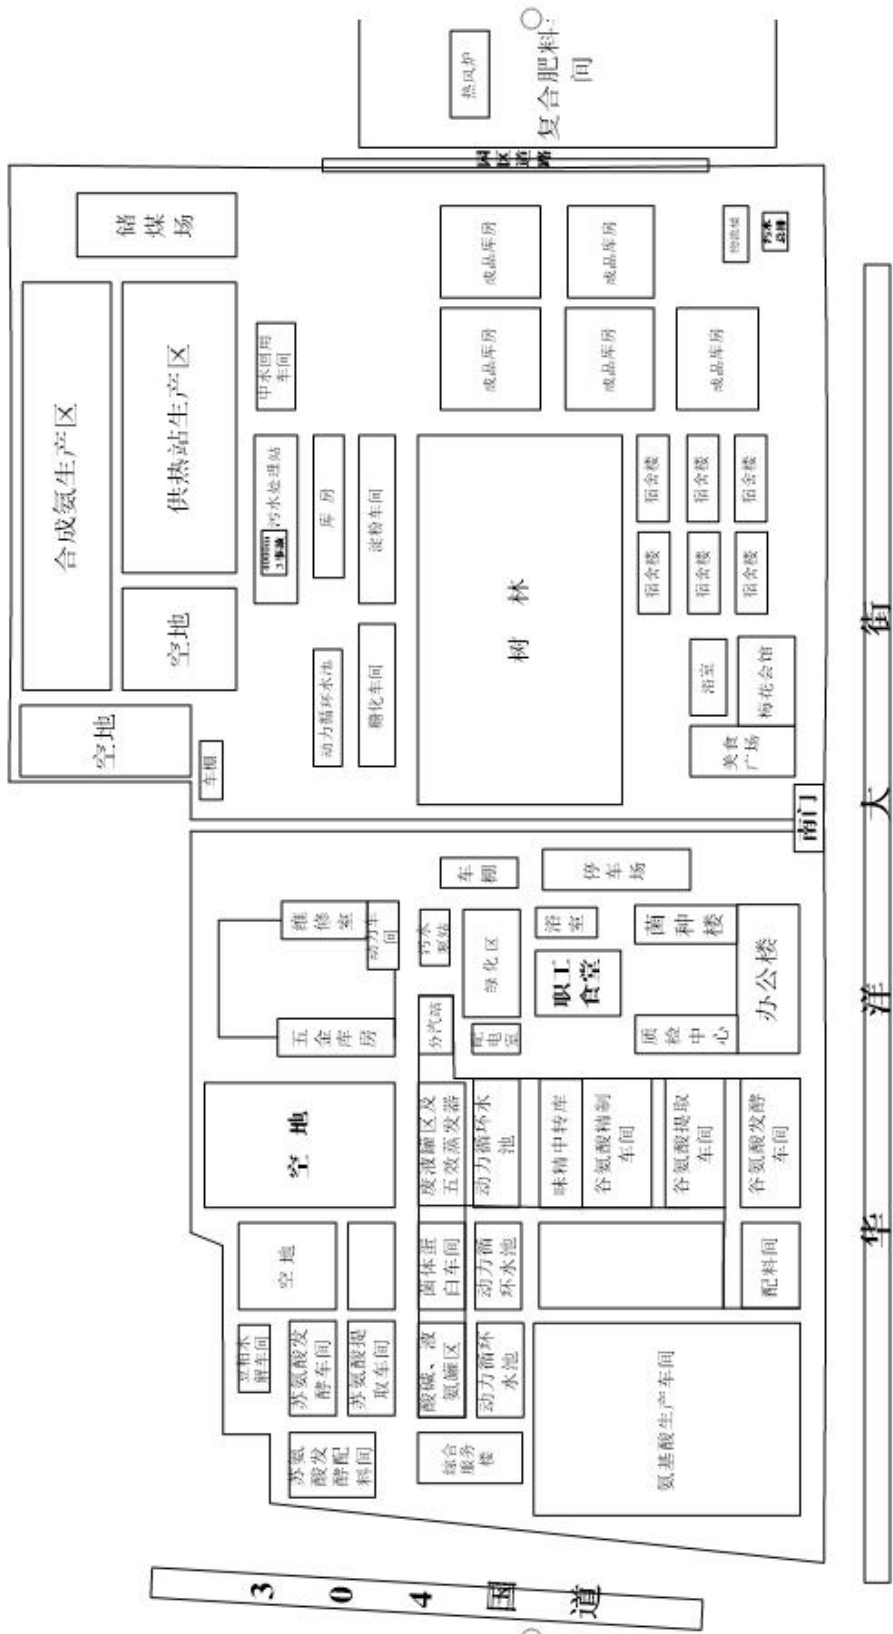 热风炉
复合肥料
间
园区道路
储煤场
合成氨生产区
供热站生产区
中水回用
车间
成品库房
成品库房
成品库房
成品库房
成品库房
污水
总排
污水处理站
库房
淀粉车间
空地
空地
车棚
动力循环水池
糖化车间
树林
宿舍楼
宿舍楼
宿舍楼
宿舍楼
宿舍楼
宿舍楼
浴室
梅花会馆
美食
广场
南门
维修室
动力车
间
五金库房
车棚
停车场
污水
泵站
绿化区
浴室
菌种楼
职工
食堂
办公楼
分汽站
配电室
质检中心
空地
废液罐区及
五效蒸发器
动力循环水
池
味精中转库
谷氨酸精制
车间
谷氨酸提取
车间
谷氨酸发酵
车间
空地
菌体蛋
白车间
动力循
环水池
配料间
豆粕水
解车间
苏氨酸发
酵车间
苏氨酸提
取车间
酸碱、液
氨罐区
动力循环
水池
氨基酸生产车间
苏氨
酸发
酵配
料间
综合
服务
楼
304国道
华洋大街